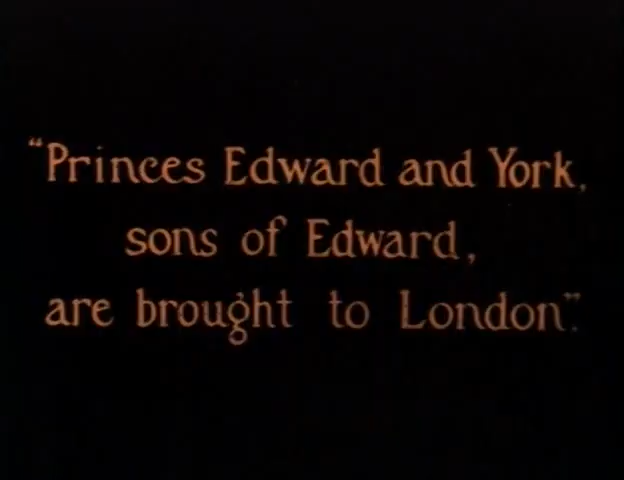 "Princes Edward and York,
sons of Edward,
are brought to London".